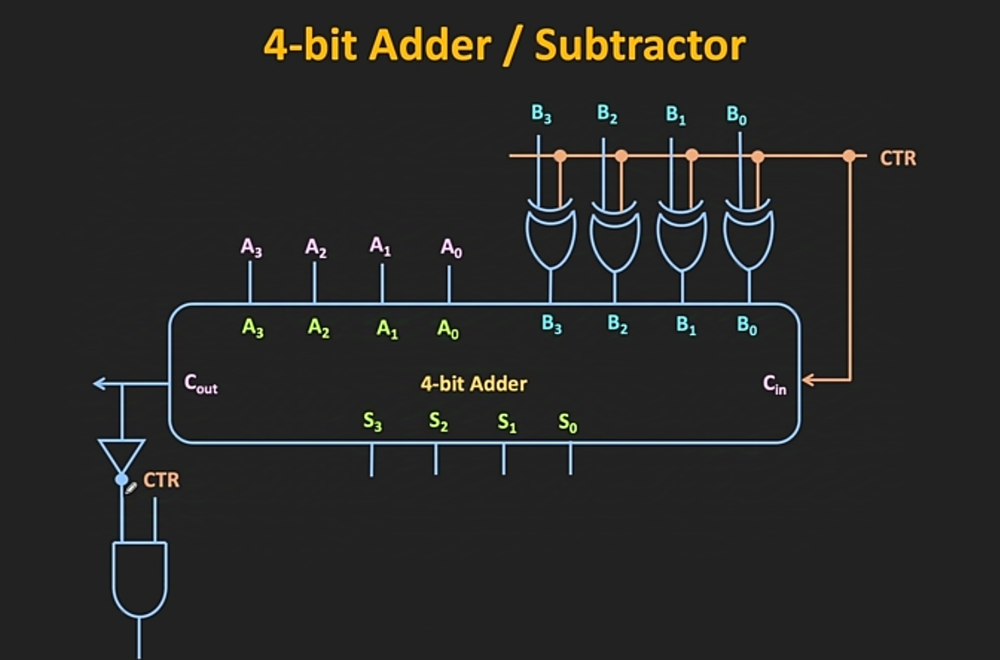 4-bit Adder / Subtractor
B₃ B₂ B₁ B₀
CTR
A₃ A₂ A₁ A₀
A₃ A₂ A₁ A₀ B₃ B₂ B₁ B₀
Cout 4-bit Adder Cin
S₃ S₂ S₁ S₀
CTR